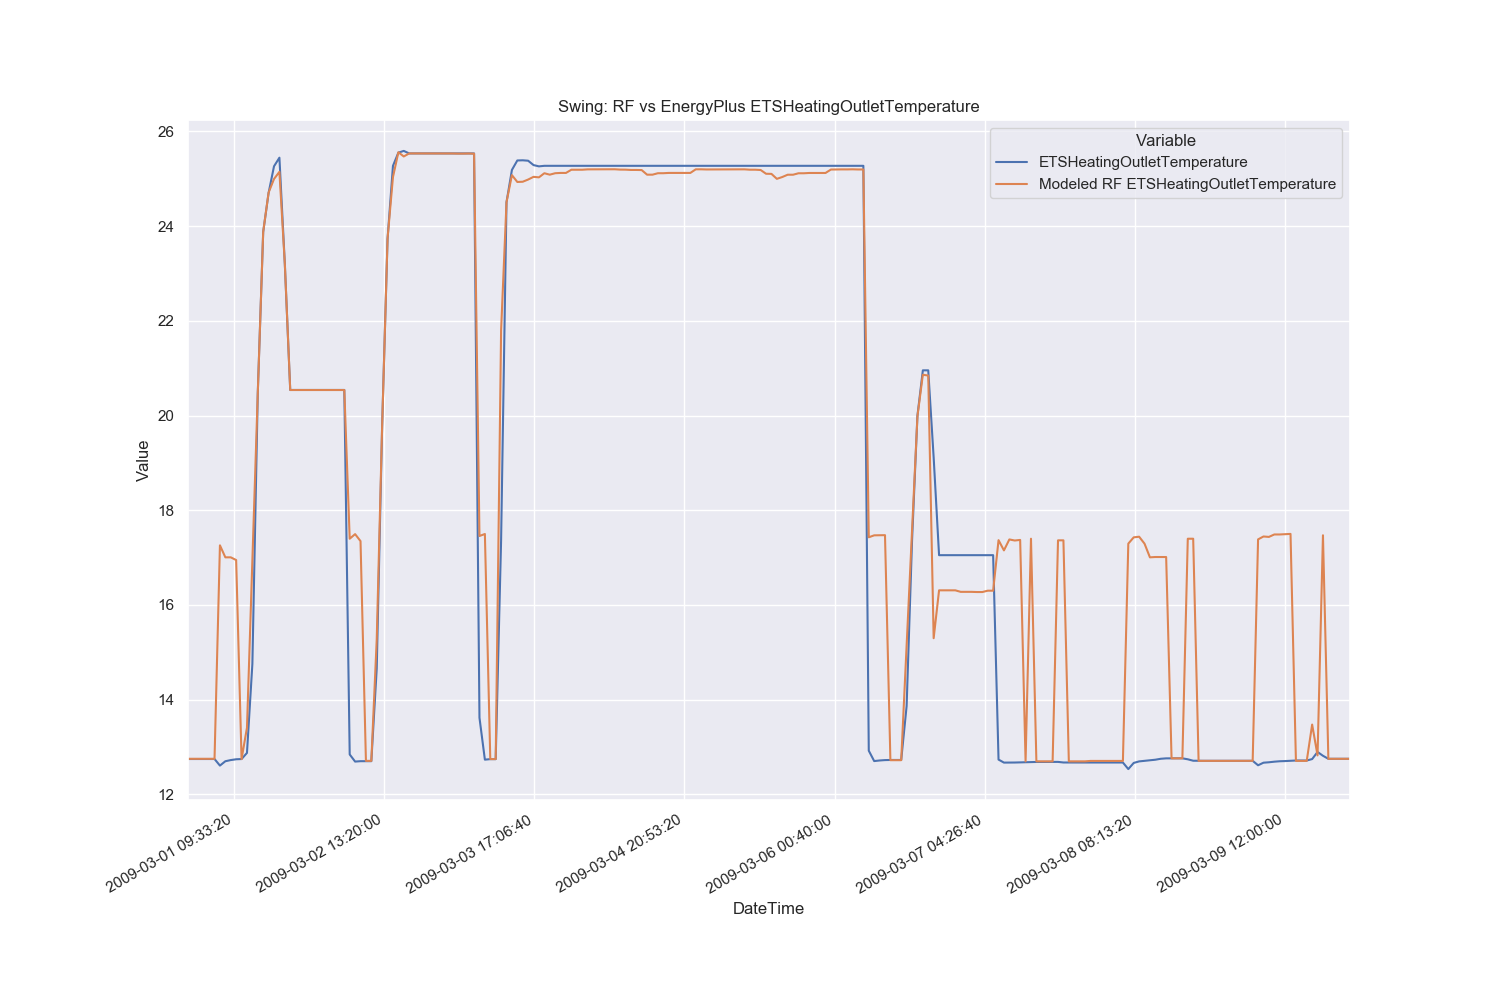 Swing: RF vs EnergyPlus ETSHeatingOutletTemperature
Variable
ETSHeatingOutletTemperature
Modeled RF ETSHeatingOutletTemperature
Value
26
24
22
20
18
16
14
12
2009-03-01 09:33:20
2009-03-02 13:20:00
2009-03-03 17:06:40
2009-03-04 20:53:20
2009-03-06 00:40:00
2009-03-07 04:26:40
2009-03-08 08:13:20
2009-03-09 12:00:00
DateTime